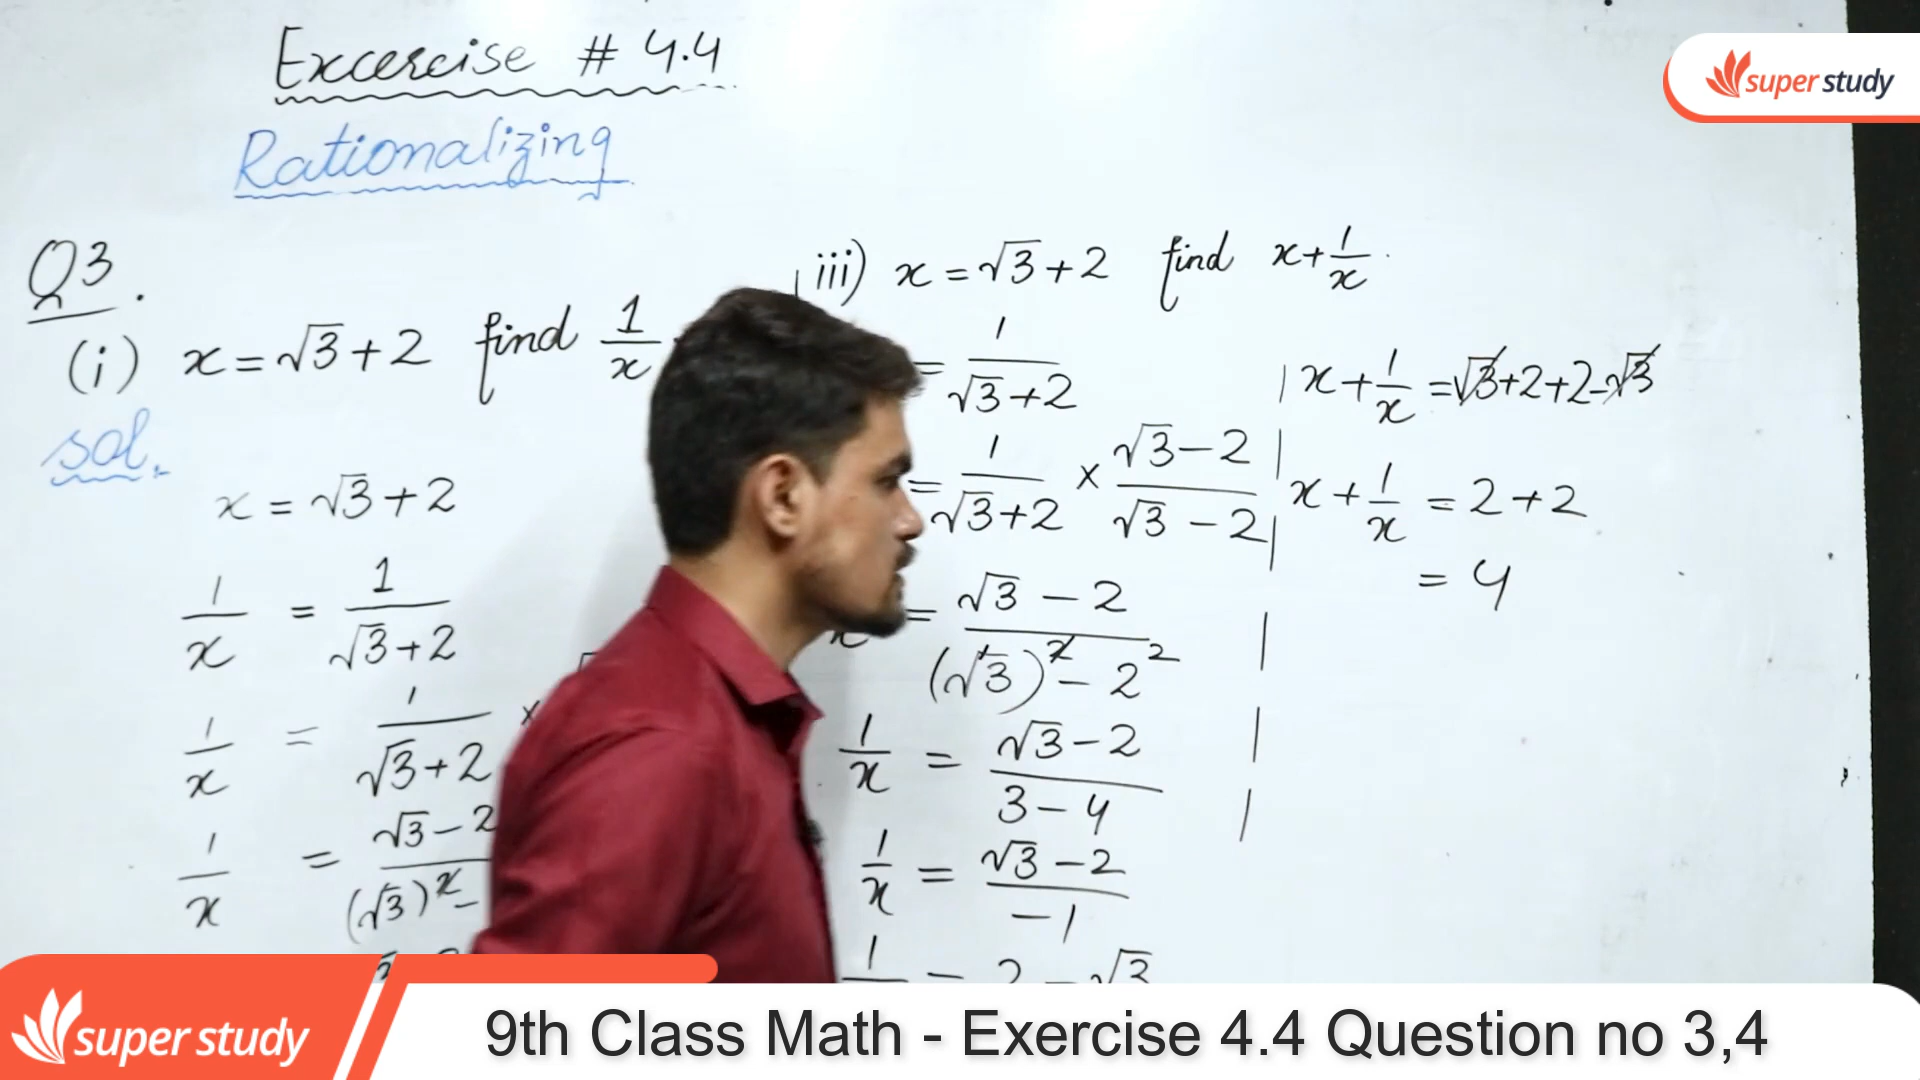 Excercise # 4.4
Rationalizing
super study
Q3.
(i) x = √3 + 2 find 1/x
sol.
x = √3 + 2
1/x = 1/(√3+2)
1/x = 1/(√3+2) ×
1/x = (√3-2)/((√3)² -
iii) x = √3 + 2 find x + 1/x.
= 1/(√3+2)
= 1/(√3+2) × (√3-2)/(√3-2)
x = (√3-2)/((√3)² - 2²)
1/x = (√3-2)/(3-4)
1/x = (√3-2)/-1
1 = 2 - √3
x + 1/x = √3+2+2-√3
x + 1/x = 2+2
= 4
super study
9th Class Math - Exercise 4.4 Question no 3,4